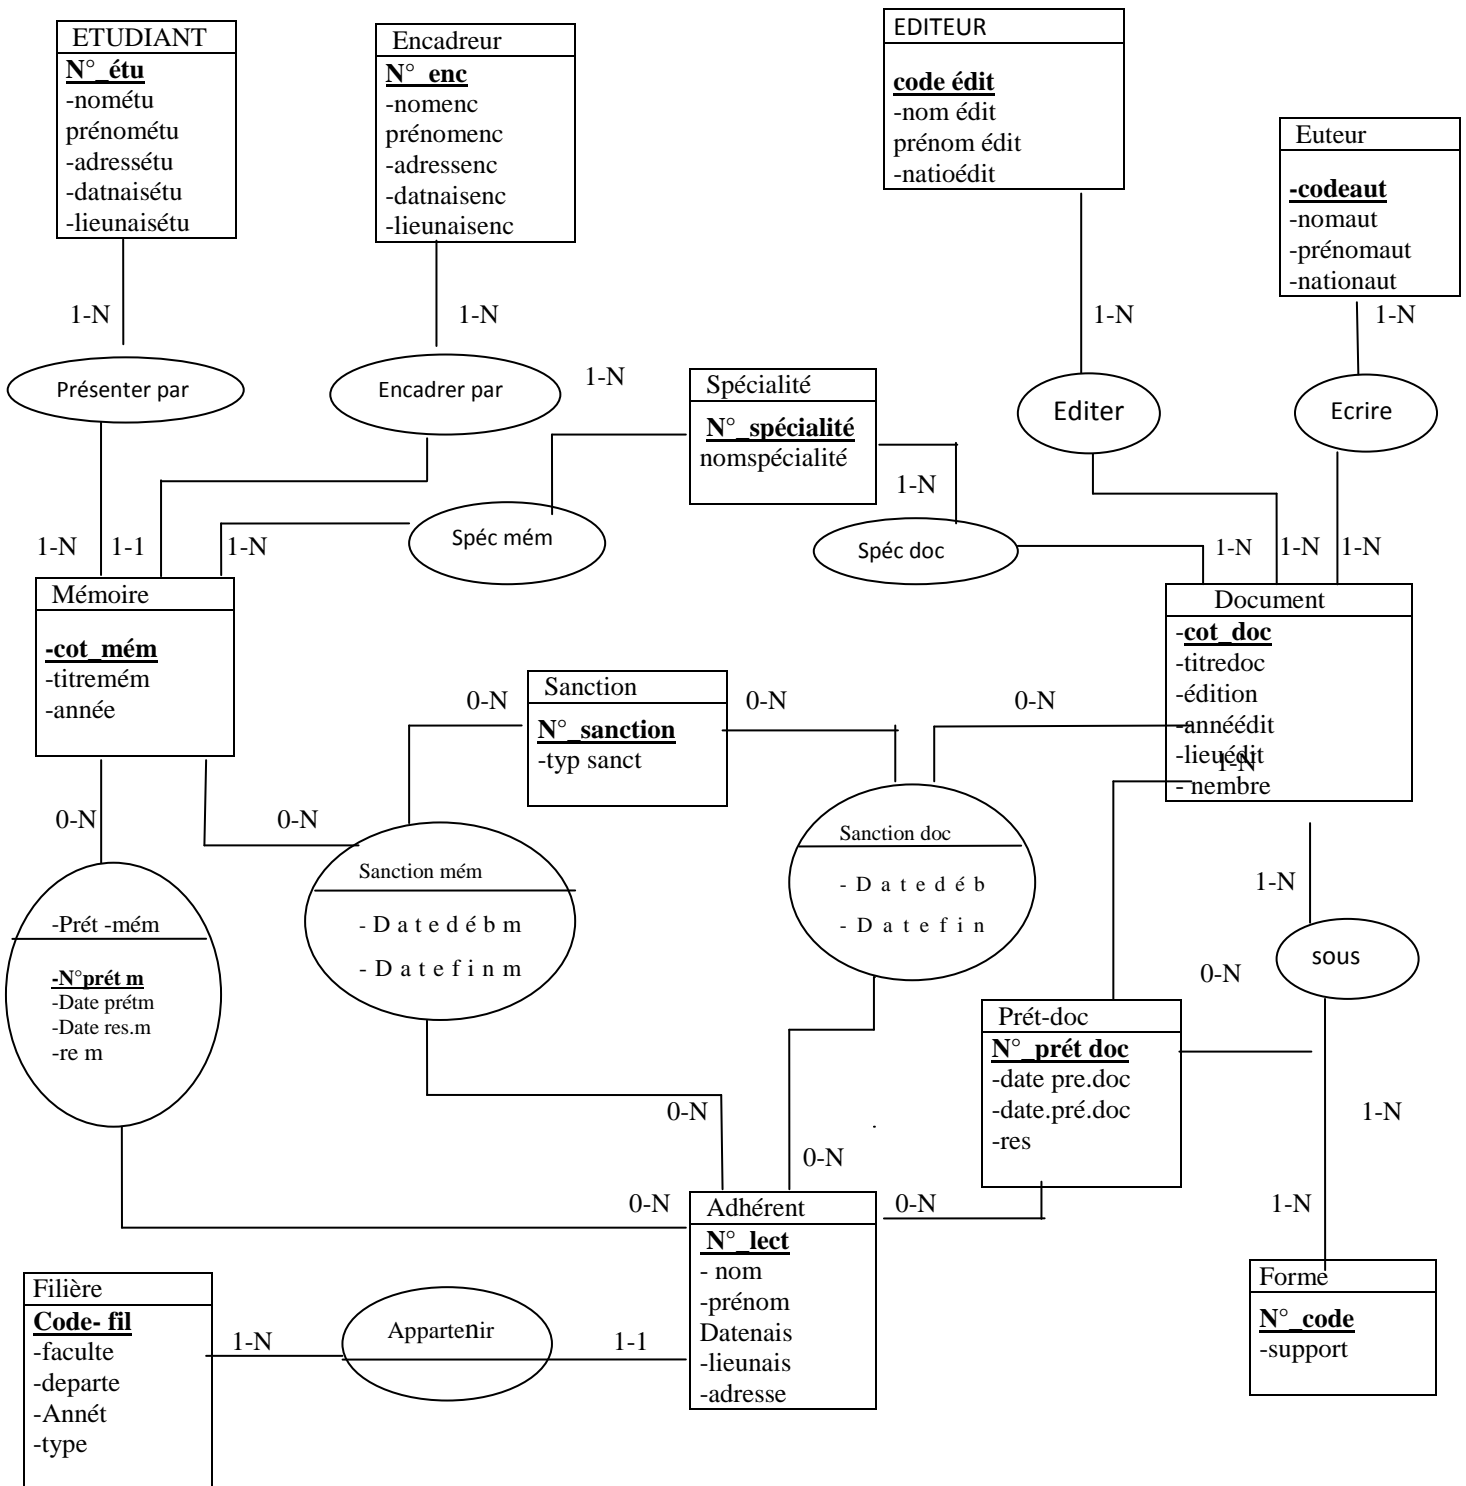 ETUDIANT
N°_étu
-nométu
prénométu
-adressétu
-datnaisétu
-lieunaisétu
Encadreur
N°_enc
-nomenc
prénomenc
-adressenc
-datnaisenc
-lieunaisenc
EDITEUR
code édit
-nom édit
prénom édit
-natioédit
Euteur
-codeaut
-nomaut
-prénomaut
-nationaut
1-N
1-N
1-N
1-N
Présenter par
Encadrer par
1-N
Spécialité
N°_spécialité
nomspécialité
Editer
Ecrire
1-N
Spéc mém
Spéc doc
1-N
1-1
1-N
1-N
1-N
1-N
Mémoire
-cot_mém
-titremém
-année
Document
-cot_doc
-titredoc
-édition
-annéédit
-lieuédit
1-N
- nembre
0-N
Sanction
N°_sanction
-typ sanct
0-N
0-N
0-N
0-N
Sanction mém
-Datedébm
-Datefinm
Sanction doc
-Datedéb
-Datefin
1-N
-Prét -mém
-N°prét m
-Date prétm
-Date res.m
-re m
sous
0-N
Prét-doc
N°_prét doc
-date pre.doc
-date.pré.doc
-res
0-N
.
1-N
0-N
0-N
Adhérent
N°_lect
- nom
-prénom
Datenais
-lieunais
-adresse
0-N
1-N
Filière
Code- fil
-faculte
-departe
-Annét
-type
1-N
Appartenir
1-1
Forme
N°_code
-support